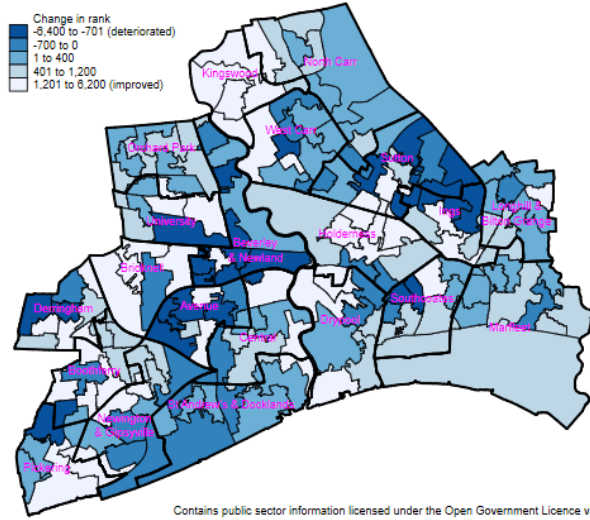 Change in rank
-6,400 to -701 (deteriorated)
-700 to 0
1 to 400
401 to 1,200
1,201 to 6,200 (improved)
North Carr
Kingswood
West Carr
Orchard Park
Sutton
University
Ings
Longhill &
Bilton Grange
Holderness
Beverley
& Newland
Bricknell
Derringham
Avenue
Southcoates
Drypool
Marfleet
Central
Boothferry
St Andrew's & Docklands
Newington
& Gipsyville
Pickering
Contains public sector information licensed under the Open Government Licence v